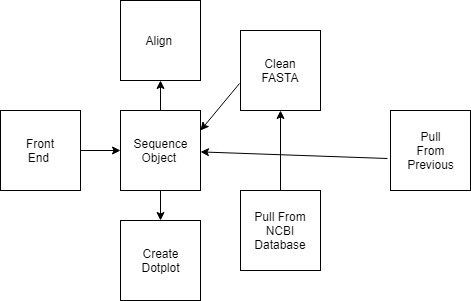 Align
Clean
FASTA
Front
End
Sequence
Object
Pull
From
Previous
Create
Dotplot
Pull From
NCBI
Database